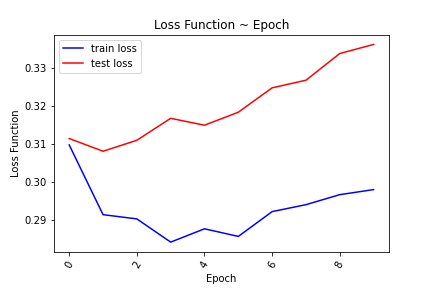 Loss Function ~ Epoch
train loss
test loss
Loss Function
0.33
0.32
0.31
0.30
0.29
0
2
4
6
8
Epoch